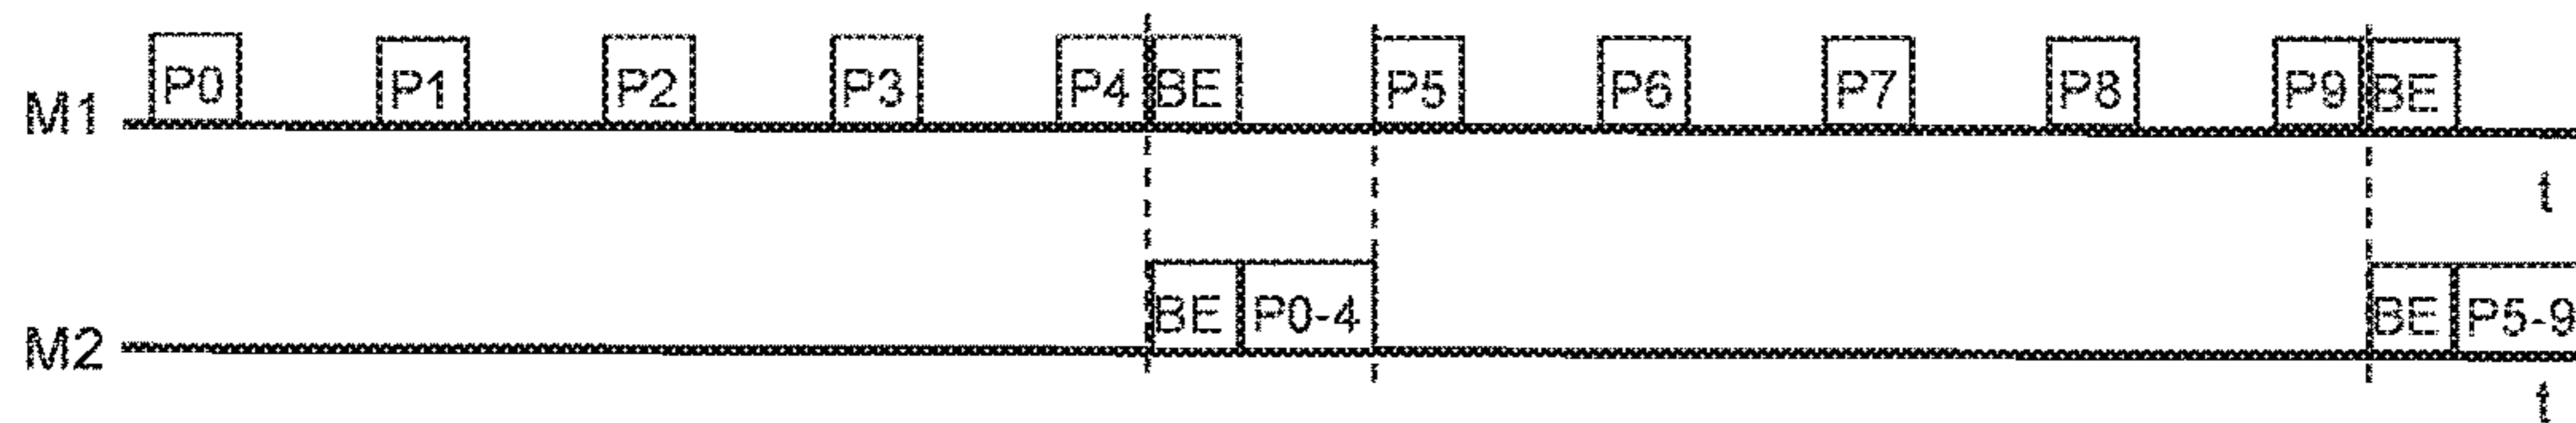 M1 P0 P1 P2 P3 P4 BE P5 P6 P7 P8 P9 BE
t
M2 BE P0-4 BE P5-9
t